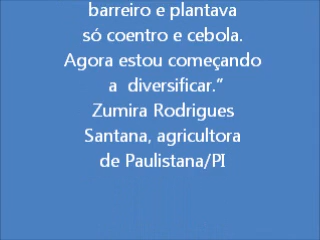 barreiro e plantava
só coentro e cebola.
Agora estou começando
a diversificar.”
Zumira Rodrigues
Santana, agricultora
de Paulistana/PI